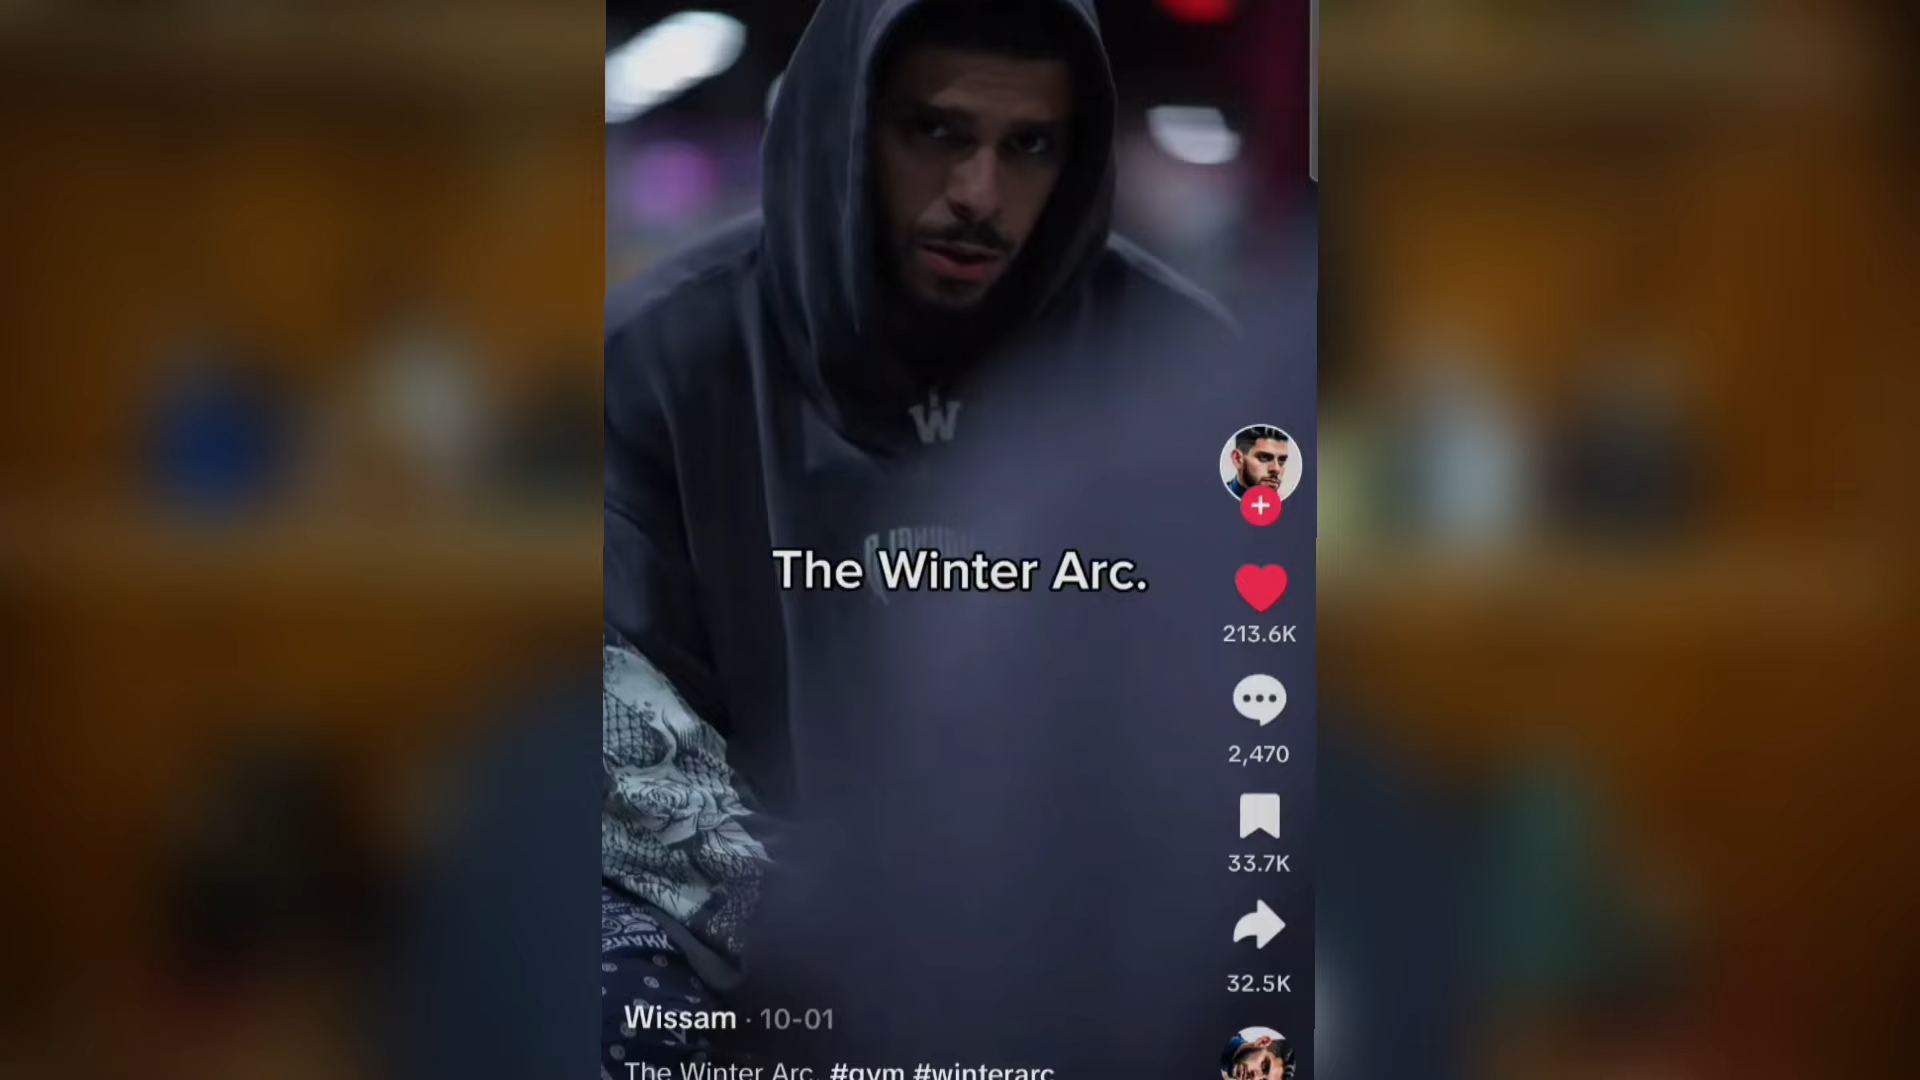 W
The Winter Arc.
213.6K
2,470
33.7K
32.5K
Wissam · 10-01
The Winter Arc. #gym #winterarc